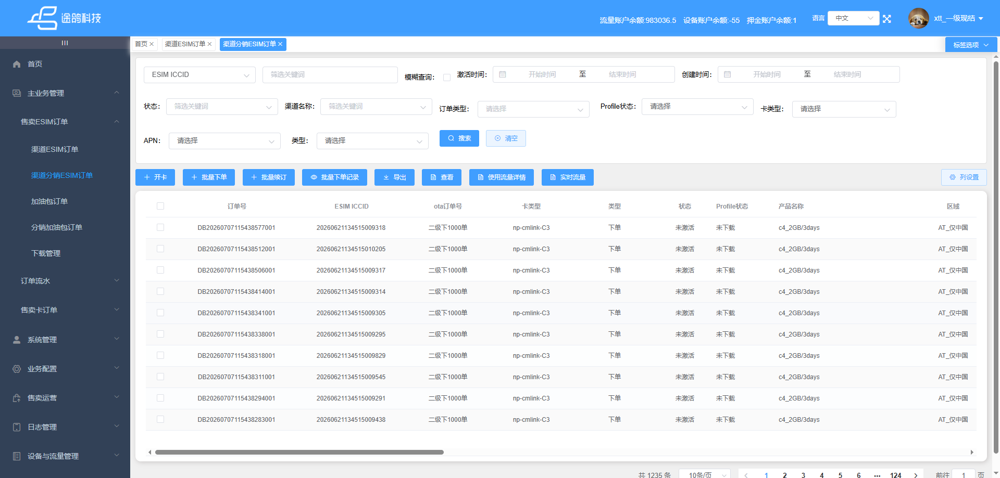 途鸽科技
流量账户余额:983036.5 设备账户余额:-55 押金账户余额:1 语言 中文 xtt_一级现结
首页 渠道ESIM订单 渠道分销ESIM订单 标签选项
首页
主业务管理
售卖ESIM订单
渠道ESIM订单
渠道分销ESIM订单
加油包订单
分销加油包订单
下载管理
订单流水
售卖卡订单
系统管理
业务配置
售卖运营
日志管理
设备与流量管理
ESIM ICCID 筛选关键词 模糊查询： 激活时间： 开始时间 至 结束时间 创建时间： 开始时间 至 结束时间
状态： 筛选关键词 渠道名称： 筛选关键词 订单类型： 请选择 Profile状态： 请选择 卡类型： 请选择
APN： 请选择 类型： 请选择 搜索 清空
开卡 批量下单 批量续订 批量下单记录 导出 查看 使用流量详情 实时流量 列设置
订单号 ESIM ICCID ota订单号 卡类型 类型 状态 Profile状态 产品名称 区域
DB20260707115438577001 20260621134515009318 二级下1000单 np-cmlink-C3 下单 未激活 未下载 c4_2GB/3days AT_仅中国
DB20260707115438512001 20260621134515010205 二级下1000单 np-cmlink-C3 下单 未激活 未下载 c4_2GB/3days AT_仅中国
DB20260707115438506001 20260621134515009317 二级下1000单 np-cmlink-C3 下单 未激活 未下载 c4_2GB/3days AT_仅中国
DB20260707115438414001 20260621134515009314 二级下1000单 np-cmlink-C3 下单 未激活 未下载 c4_2GB/3days AT_仅中国
DB20260707115438341001 20260621134515009305 二级下1000单 np-cmlink-C3 下单 未激活 未下载 c4_2GB/3days AT_仅中国
DB20260707115438338001 20260621134515009295 二级下1000单 np-cmlink-C3 下单 未激活 未下载 c4_2GB/3days AT_仅中国
DB20260707115438318001 20260621134515009829 二级下1000单 np-cmlink-C3 下单 未激活 未下载 c4_2GB/3days AT_仅中国
DB20260707115438311001 20260621134515009545 二级下1000单 np-cmlink-C3 下单 未激活 未下载 c4_2GB/3days AT_仅中国
DB20260707115438294001 20260621134515009291 二级下1000单 np-cmlink-C3 下单 未激活 未下载 c4_2GB/3days AT_仅中国
DB20260707115438283001 20260621134515009438 二级下1000单 np-cmlink-C3 下单 未激活 未下载 c4_2GB/3days AT_仅中国
共 1235 条 10条/页 1 2 3 4 5 6 ••• 124 前往 1 页